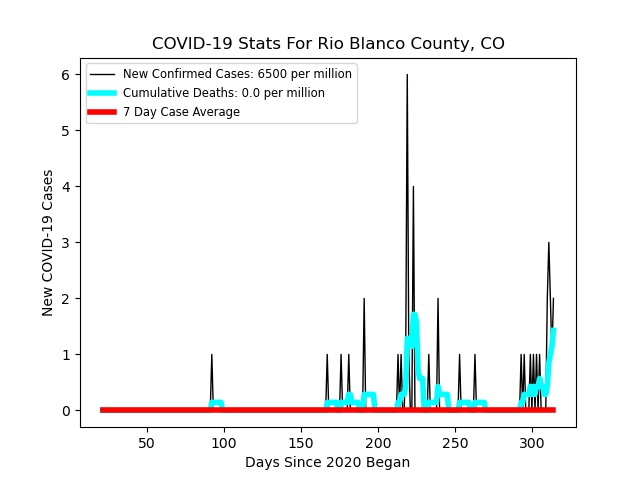 COVID-19 Stats For Rio Blanco County, CO
New Confirmed Cases: 6500 per million
Cumulative Deaths: 0.0 per million
7 Day Case Average
New COVID-19 Cases
6
5
4
3
2
1
0
50 100 150 200 250 300
Days Since 2020 Began